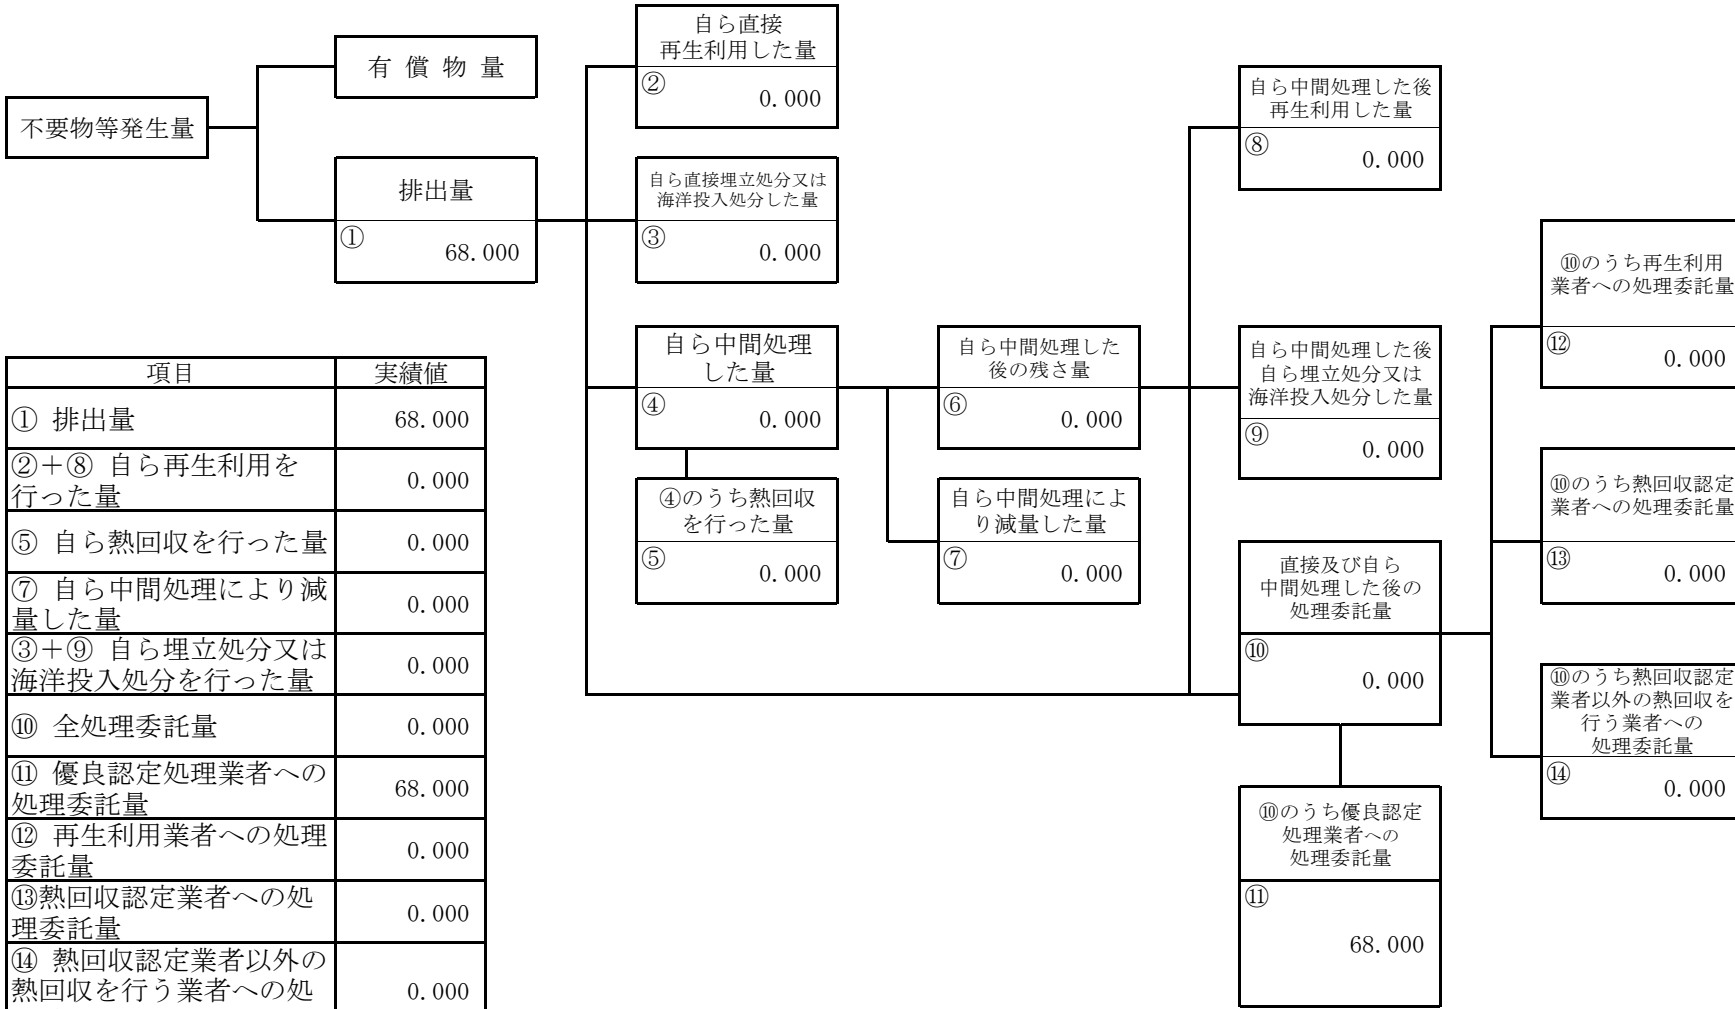 不要物等発生量
有 償 物 量
排出量
①
68.000
自ら直接
再生利用した量
②
0.000
自ら直接埋立処分又は
海洋投入処分した量
③
0.000
自ら中間処理
した量
④
0.000
④のうち熱回収
を行った量
⑤
0.000
自ら中間処理した
後の残さ量
⑥
0.000
自ら中間処理によ
り減量した量
⑦
0.000
自ら中間処理した後
再生利用した量
⑧
0.000
自ら中間処理した後
自ら埋立処分又は
海洋投入処分した量
⑨
0.000
直接及び自ら
中間処理した後の
処理委託量
⑩
0.000
⑩のうち優良認定
処理業者への
処理委託量
⑪
68.000
⑩のうち再生利用
業者への処理委託量
⑫
0.000
⑩のうち熱回収認定
業者への処理委託量
⑬
0.000
⑩のうち熱回収認定
業者以外の熱回収を
行う業者への
処理委託量
⑭
0.000
項目 実績値
① 排出量 68.000
②＋⑧ 自ら再生利用を
行った量 0.000
⑤ 自ら熱回収を行った量 0.000
⑦ 自ら中間処理により減
量した量 0.000
③＋⑨ 自ら埋立処分又は
海洋投入処分を行った量 0.000
⑩ 全処理委託量 0.000
⑪ 優良認定処理業者への
処理委託量 68.000
⑫ 再生利用業者への処理
委託量 0.000
⑬熱回収認定業者への処
理委託量 0.000
⑭ 熱回収認定業者以外の
熱回収を行う業者への処 0.000